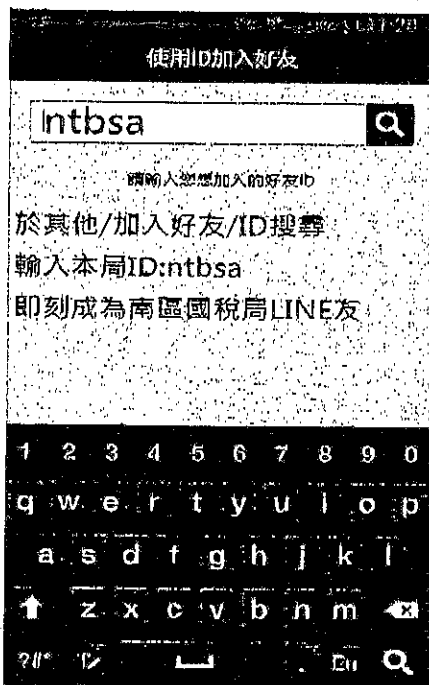 使用ID加入好友
ntbsa
請輸入您想加入的好友ID
於其他/加入好友/ID搜尋
輸入本局ID:ntbsa
即刻成為南區國稅局LINE友
1 2 3 4 5 6 7 8 9 0
q w e r t y u i o p
a s d f g h j k l
z x c v b n m